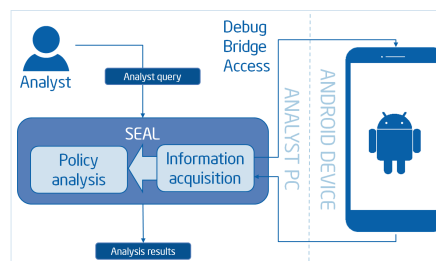 Debug
Bridge
Access
Analyst
Analyst query
SEAL
Policy
analysis
Information
acquisition
ANALYST PC
ANDROID DEVICE
Analysis results